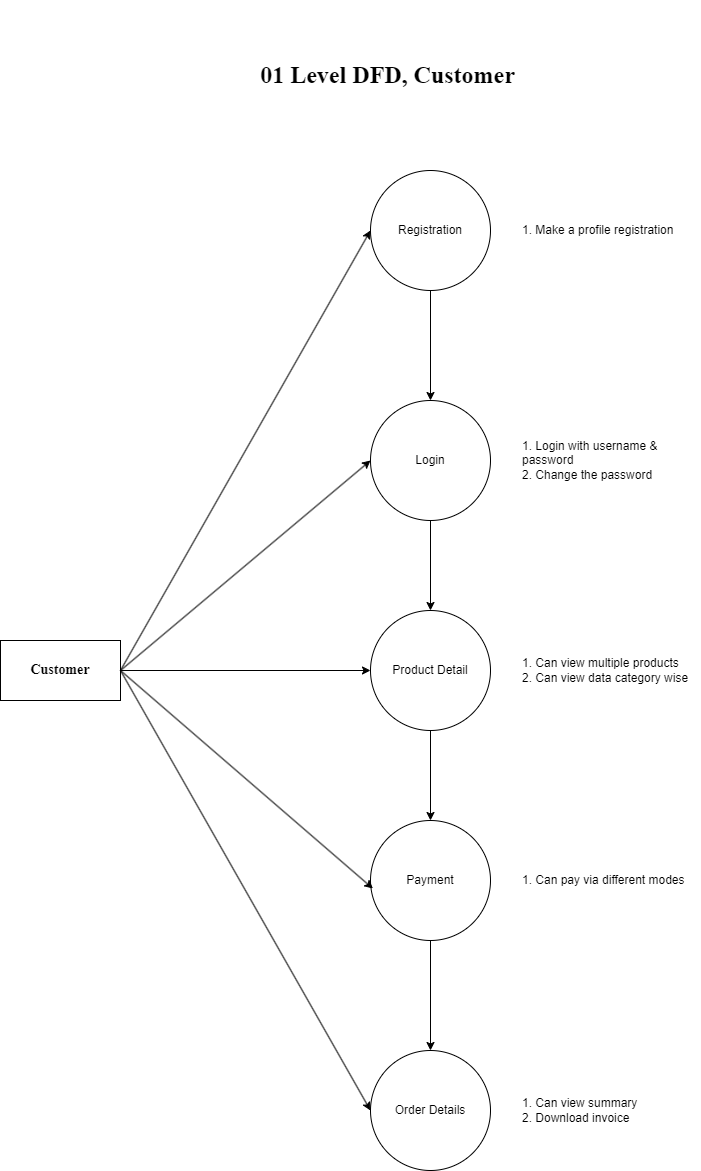 01 Level DFD, Customer
Registration
1. Make a profile registration
Login
1. Login with username &
password
2. Change the password
Customer
Product Detail
1. Can view multiple products
2. Can view data category wise
Payment
1. Can pay via different modes
Order Details
1. Can view summary
2. Download invoice